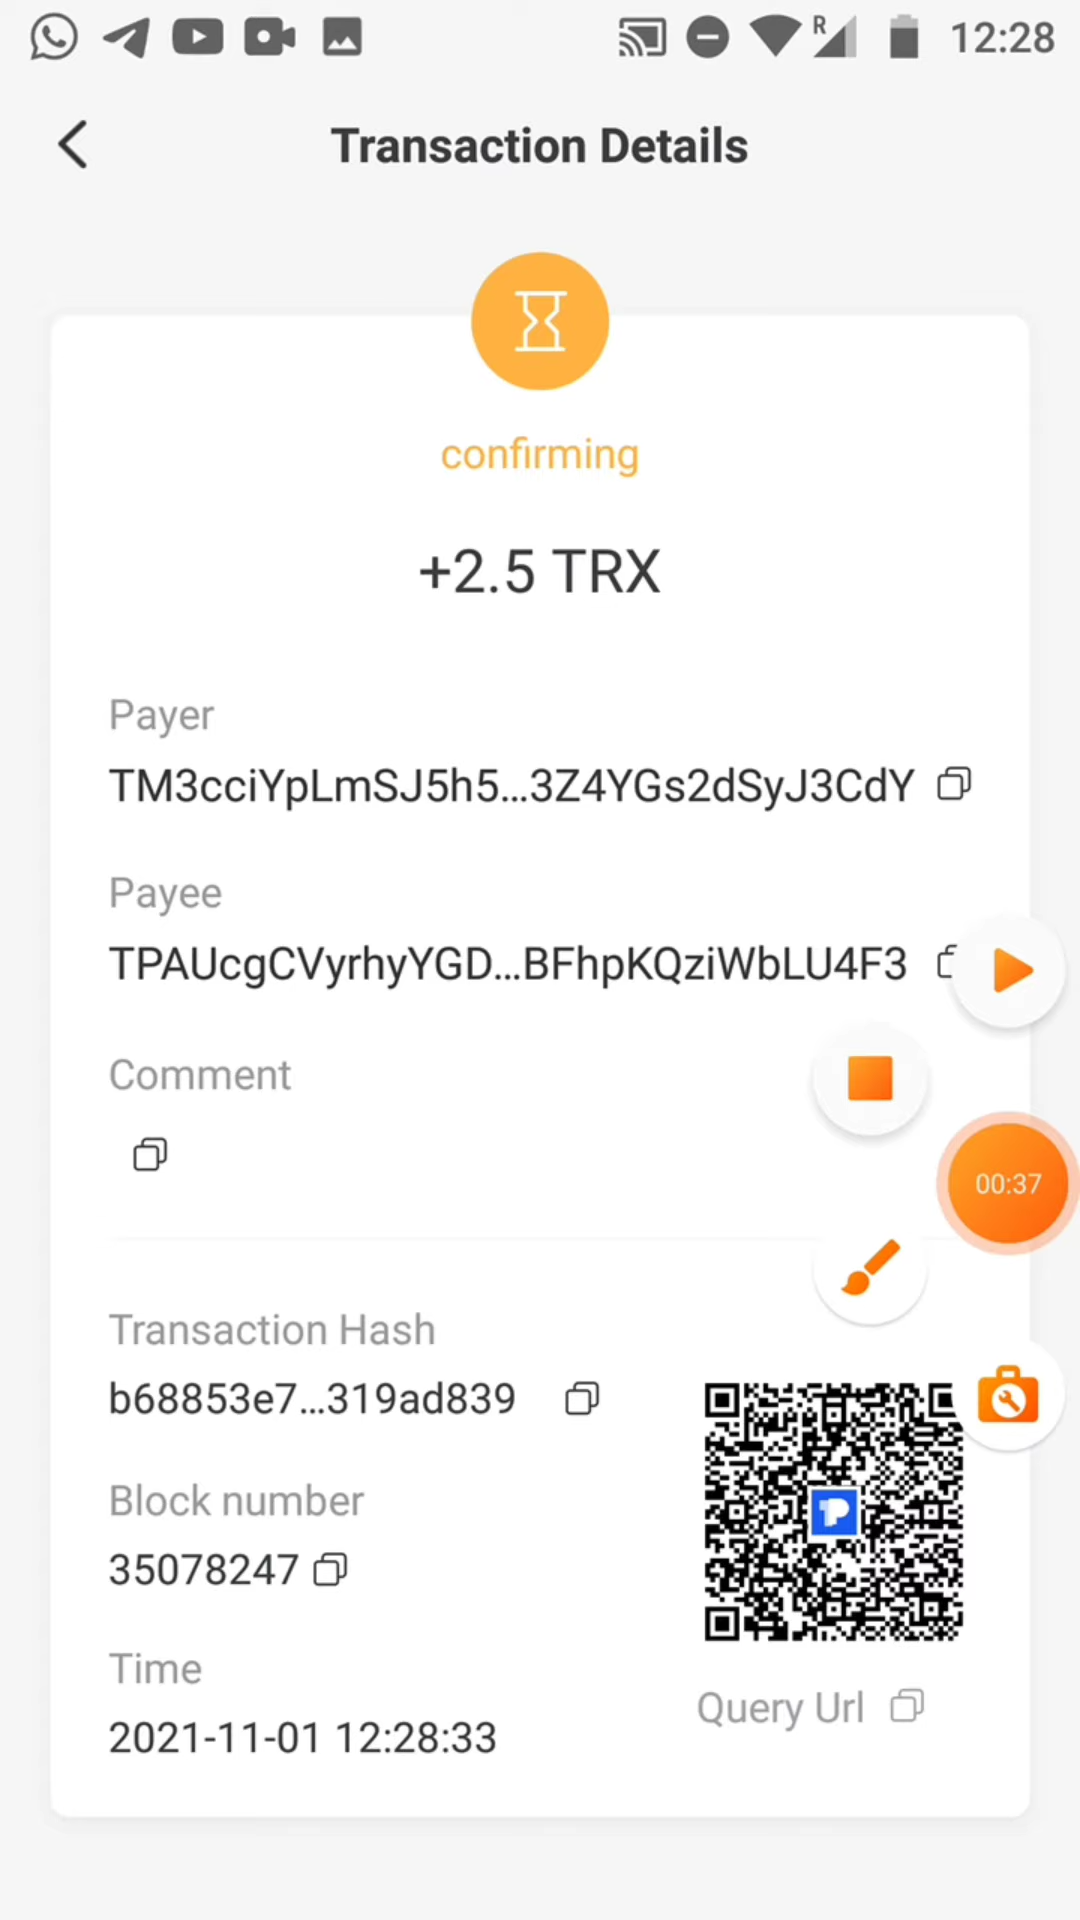 12:28
Transaction Details
confirming
+2.5 TRX
Payer
TM3cciYpLmSJ5h5...3Z4YGs2dSyJ3CdY
Payee
TPAUcgCVyrhyYGD...BFhpKQziWbLU4F3
Comment
00:37
Transaction Hash
b68853e7...319ad839
Block number
35078247
Time
2021-11-01 12:28:33
Query Url